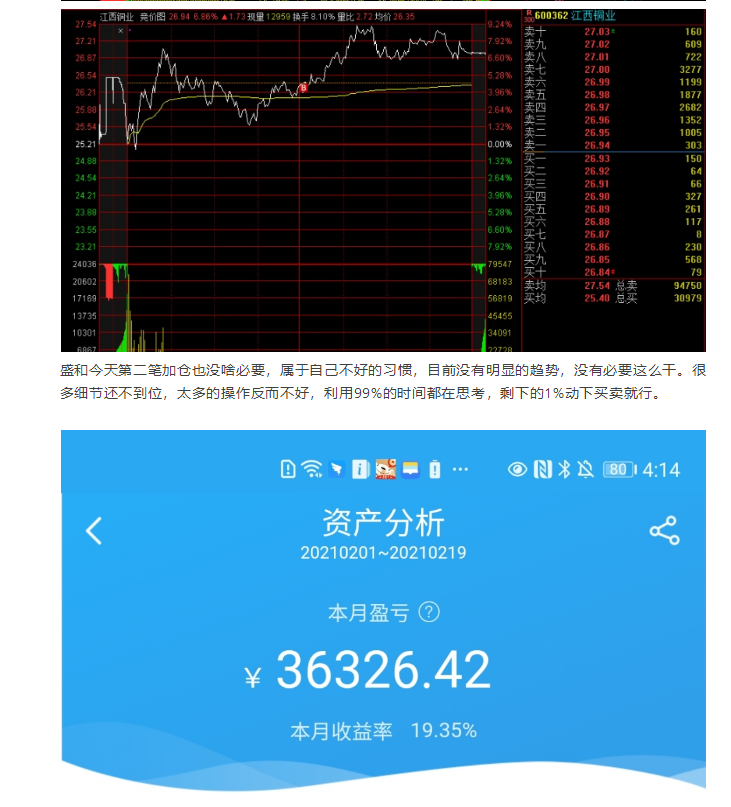 江西铜业 竞价图 26.94 6.86% ▲1.73 现量 12959 换手 8.10% 量比 2.72 均价 26.35
R 300 600362 江西铜业
27.54 9.24%
27.21 7.92%
26.87 6.60%
26.54 5.28%
26.21 3.96%
25.88 2.64%
25.54 1.32%
25.21 0.00%
24.88 1.32%
24.54 2.64%
24.21 3.96%
23.88 5.28%
23.55 6.60%
23.21 7.92%
24036 79547
20602 68183
17169 56819
13735 45455
10301 34091
6867 22728
B
卖十 27.03 160
卖九 27.02 609
卖八 27.01 722
卖七 27.00 3277
卖六 26.99 1199
卖五 26.98 1877
卖四 26.97 2682
卖三 26.96 1352
卖二 26.95 1005
卖一 26.94 303
买一 26.93 150
买二 26.92 64
买三 26.91 66
买四 26.90 327
买五 26.89 261
买六 26.88 117
买七 26.87 8
买八 26.86 230
买九 26.85 568
买十 26.84 79
卖均 27.54 总卖 94750
买均 25.40 总买 30979
盛和今天第二笔加仓也没啥必要，属于自己不好的习惯，目前没有明显的趋势，没有必要这么干。很
多细节还不到位，太多的操作反而不好，利用99%的时间都在思考，剩下的1%动下买卖就行。
80 4:14
资产分析
20210201~20210219
本月盈亏 ?
¥ 36326.42
本月收益率 19.35%